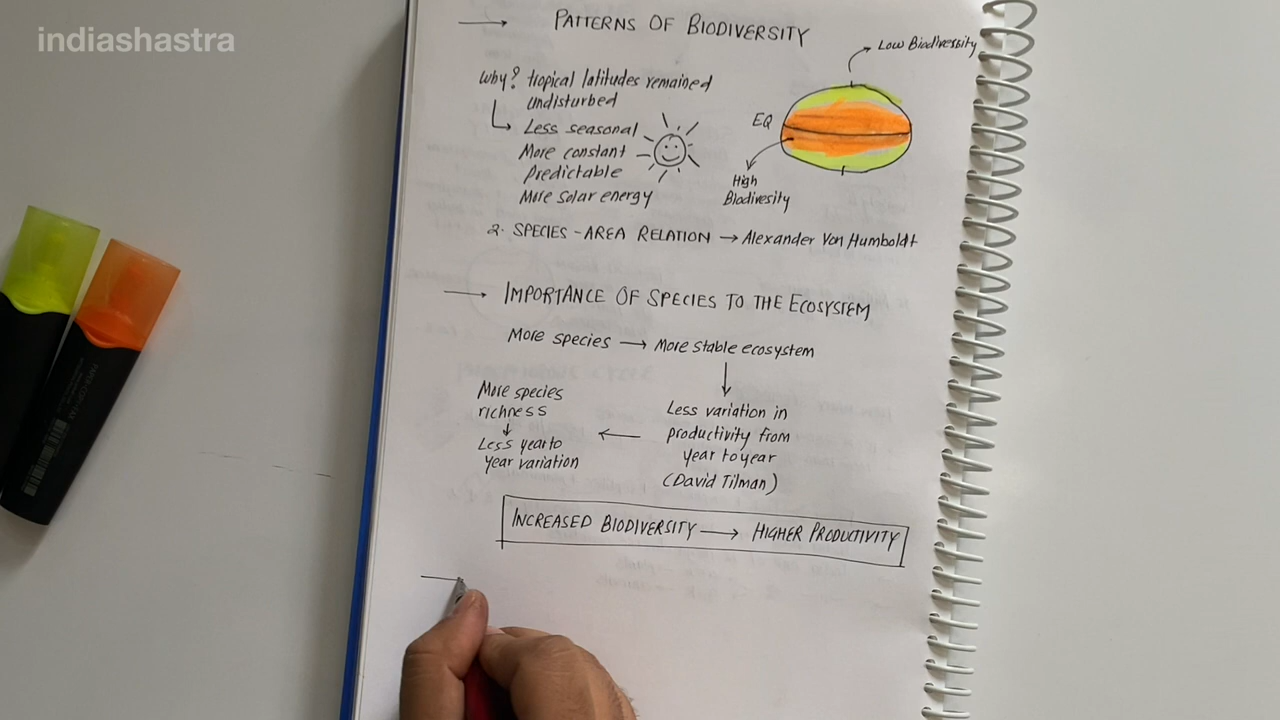 indiashastra
→ PATTERNS OF BIODIVERSITY
Low Biodiversity
Why? tropical latitudes remained
undisturbed
Less seasonal
More constant
predictable
More solar energy
EQ
High
Biodivesity
2. SPECIES - AREA RELATION → Alexander Von Humboldt
→ IMPORTANCE OF SPECIES TO THE ECOSYSTEM
More species → More stable ecosystem
Less variation in
productivity from
year to year
(David Tilman)
More species
richness
Less year to
year variation
INCREASED BIODIVERSITY → HIGHER PRODUCTIVITY